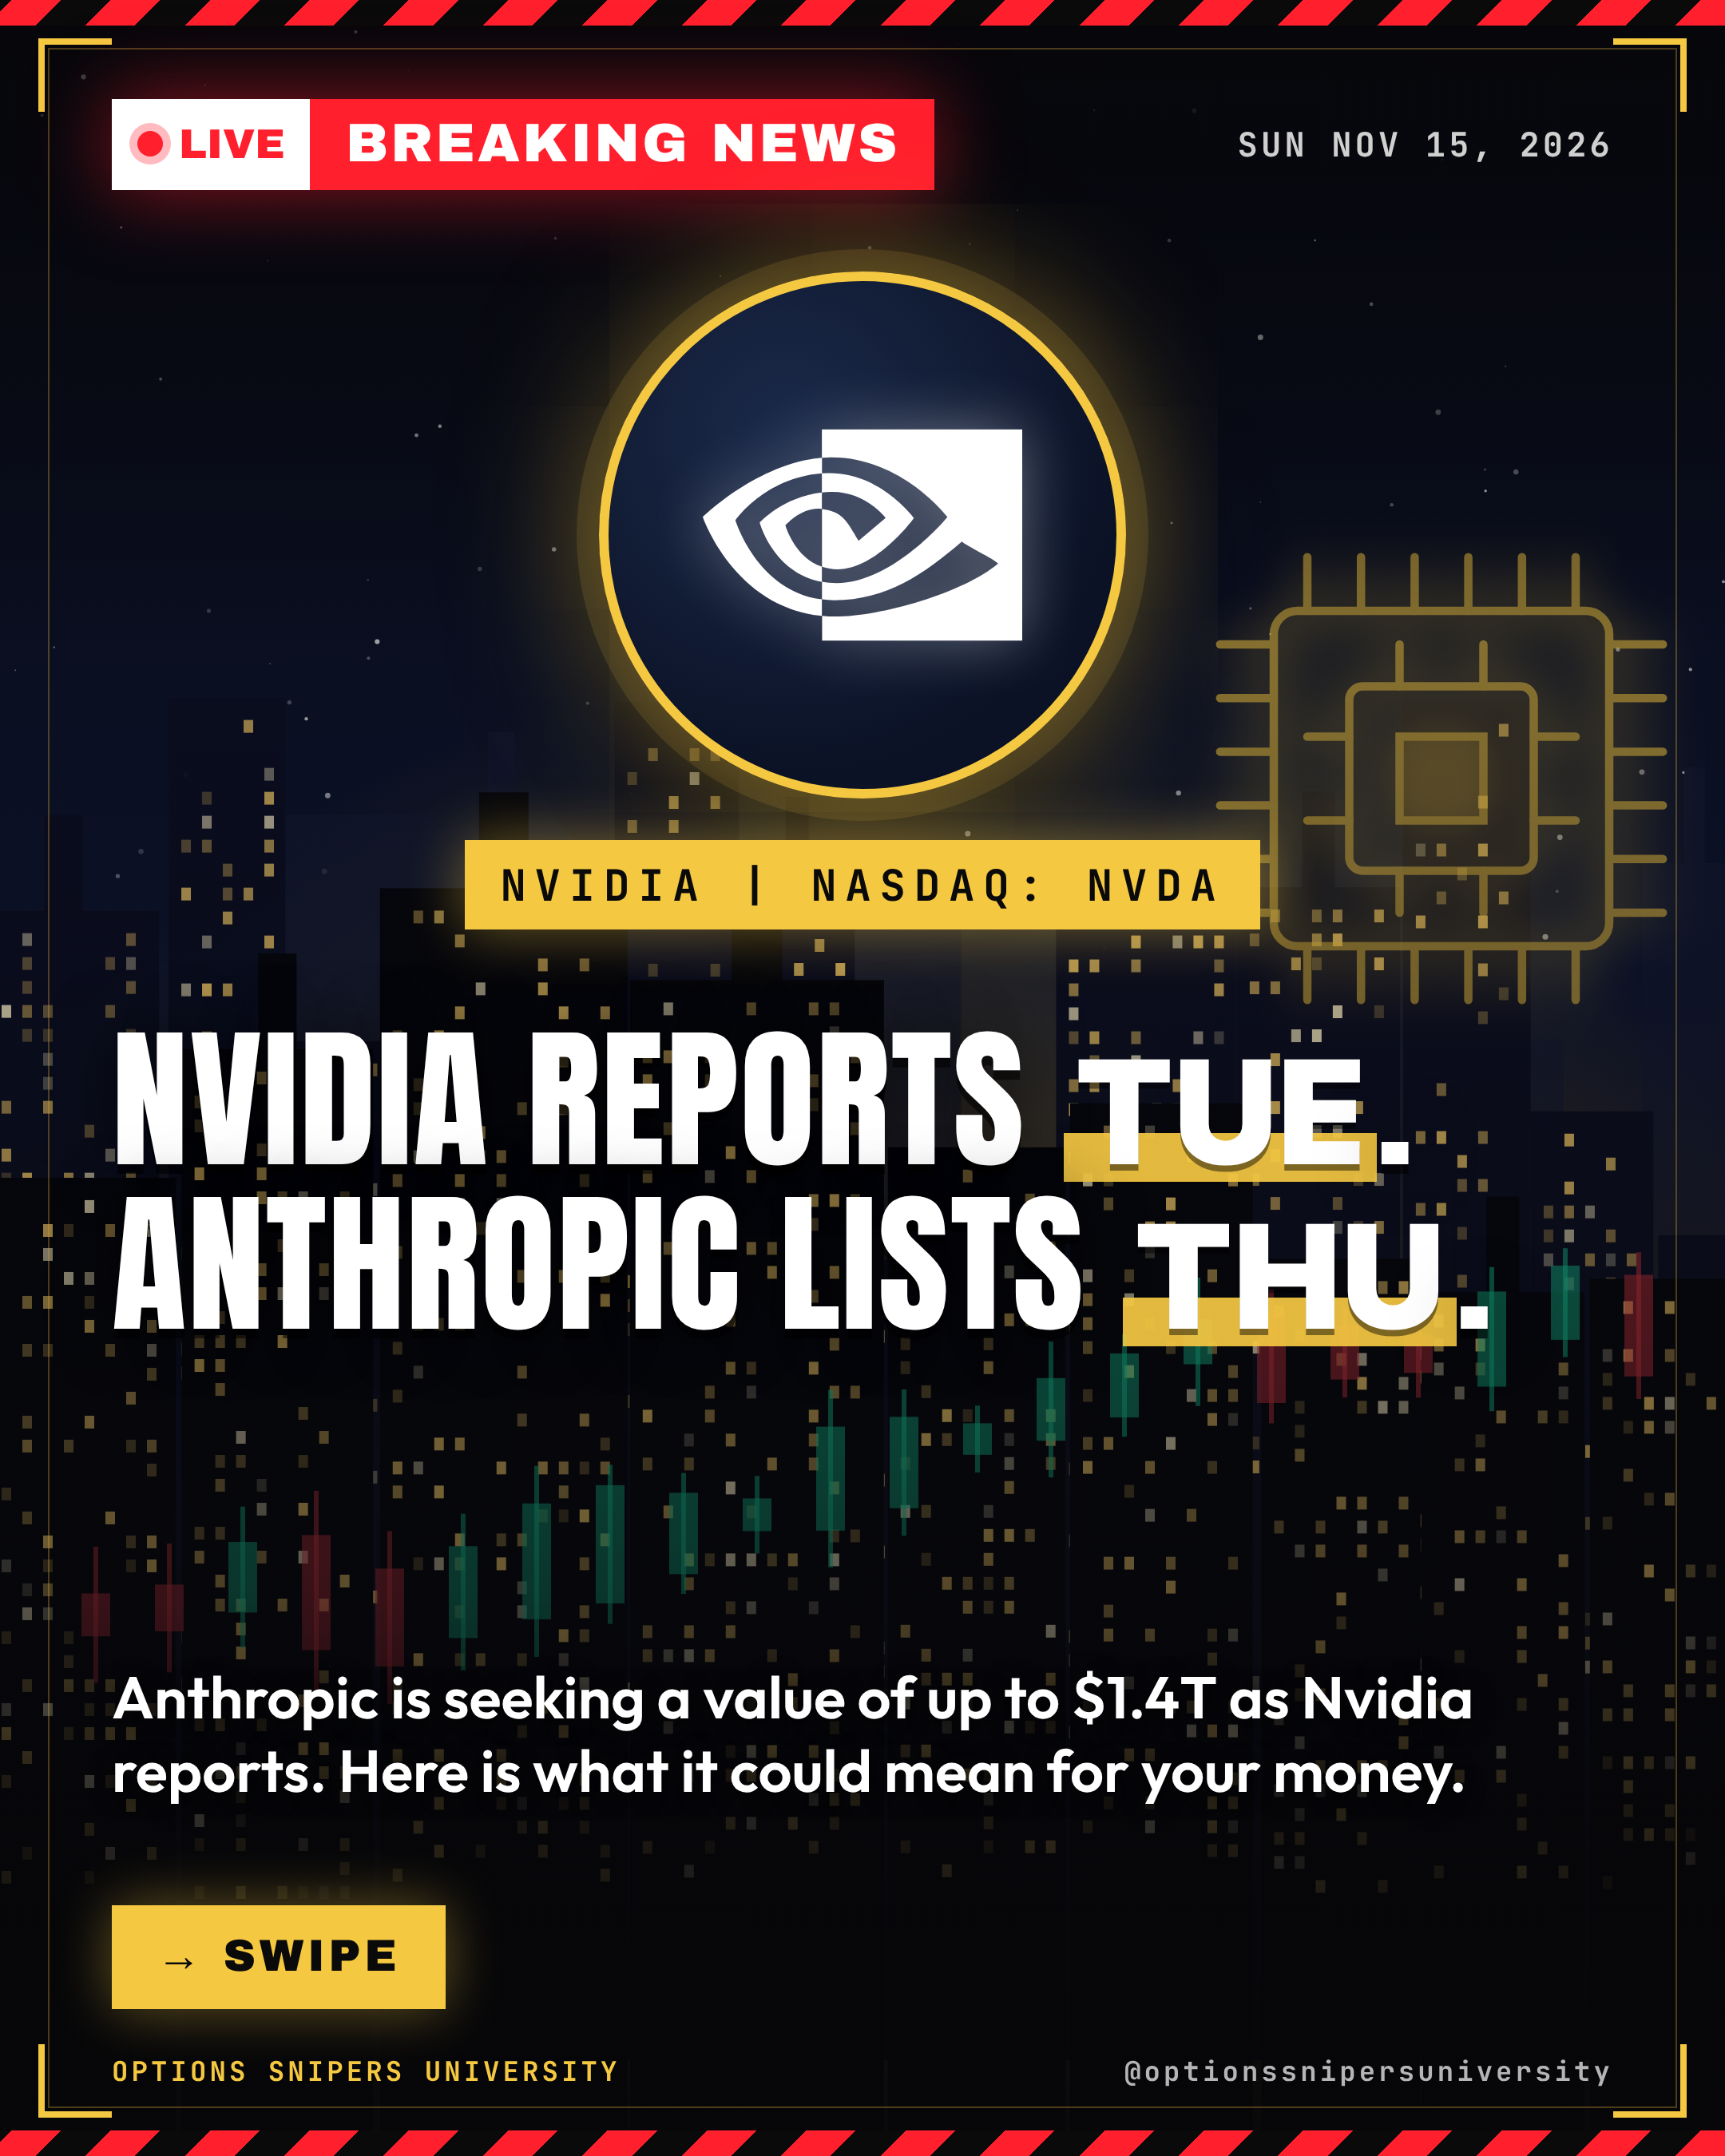 LIVE BREAKING NEWS
SUN NOV 15, 2026
NVIDIA | NASDAQ: NVDA
NVIDIA REPORTS TUE.
ANTHROPIC LISTS THU.
Anthropic is seeking a value of up to $1.4T as Nvidia
reports. Here is what it could mean for your money.
→ SWIPE
OPTIONS SNIPERS UNIVERSITY
@optionssnipersuniversity